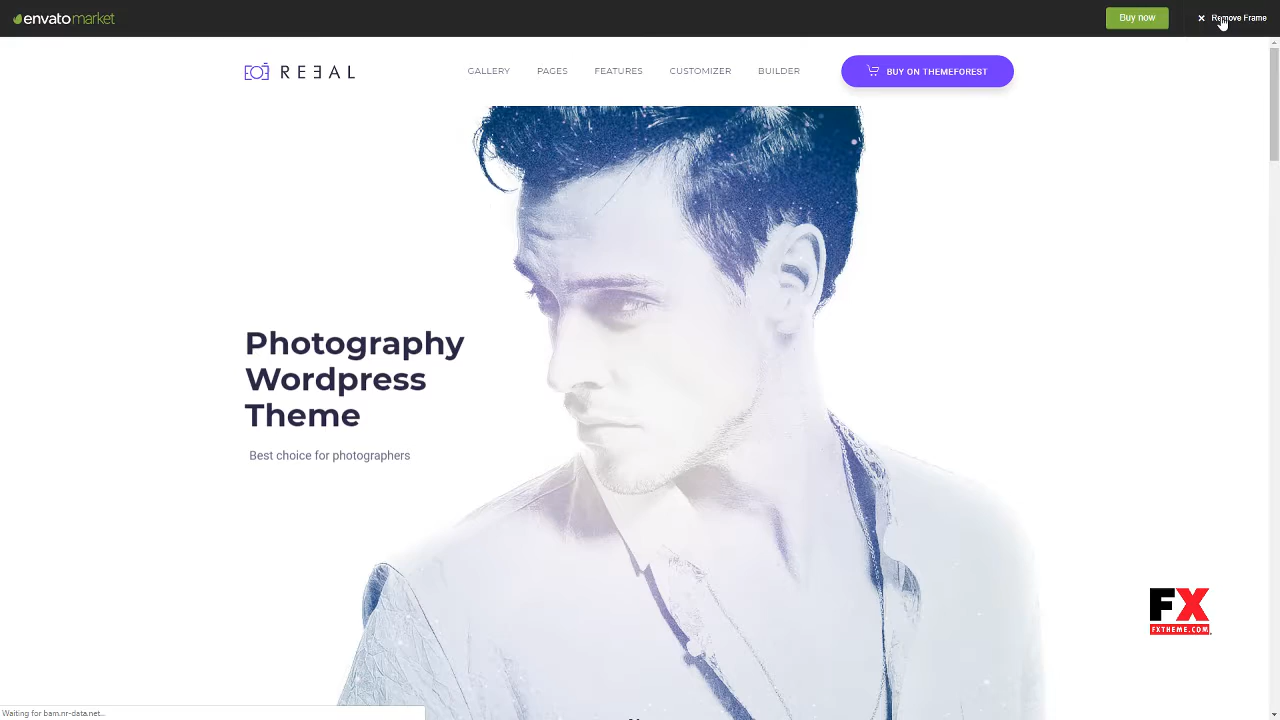 envatomarket
Buy now
× Remove Frame
REEAL
GALLERY
PAGES
FEATURES
CUSTOMIZER
BUILDER
BUY ON THEMEFOREST
Photography
Wordpress
Theme
Best choice for photographers
FX
FXTHEME.COM
Waiting for bam.nr-data.net...